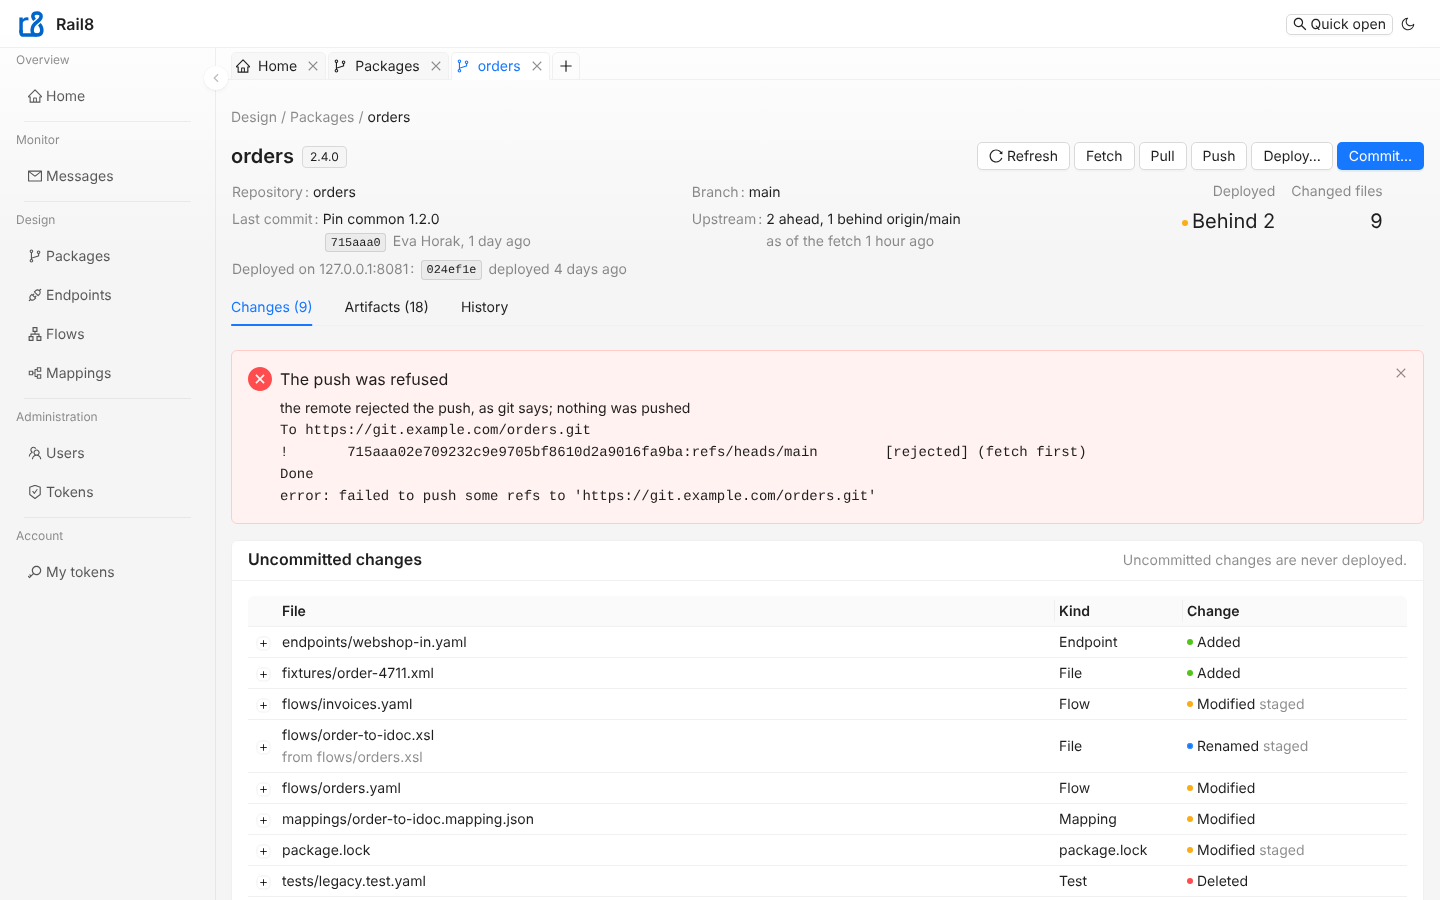 Rail8
Quick open
Overview
Home
Monitor
Messages
Design
Packages
Endpoints
Flows
Mappings
Administration
Users
Tokens
Account
My tokens
Home
Packages
orders
Design / Packages / orders
orders 2.4.0
Refresh
Fetch
Pull
Push
Deploy...
Commit...
Repository: orders
Branch: main
Deployed
Behind 2
Changed files
9
Last commit: Pin common 1.2.0
715aaa0 Eva Horak, 1 day ago
Upstream: 2 ahead, 1 behind origin/main
as of the fetch 1 hour ago
Deployed on 127.0.0.1:8081: 024ef1e deployed 4 days ago
Changes (9)
Artifacts (18)
History
The push was refused
the remote rejected the push, as git says; nothing was pushed
To https://git.example.com/orders.git
! 715aaa02e709232c9e9705bf8610d2a9016fa9ba:refs/heads/main [rejected] (fetch first)
Done
error: failed to push some refs to 'https://git.example.com/orders.git'
Uncommitted changes
Uncommitted changes are never deployed.
File Kind Change
endpoints/webshop-in.yaml Endpoint Added
fixtures/order-4711.xml File Added
flows/invoices.yaml Flow Modified staged
flows/order-to-idoc.xsl
from flows/orders.xsl
File Renamed staged
flows/orders.yaml Flow Modified
mappings/order-to-idoc.mapping.json Mapping Modified
package.lock package.lock Modified staged
tests/legacy.test.yaml Test Deleted